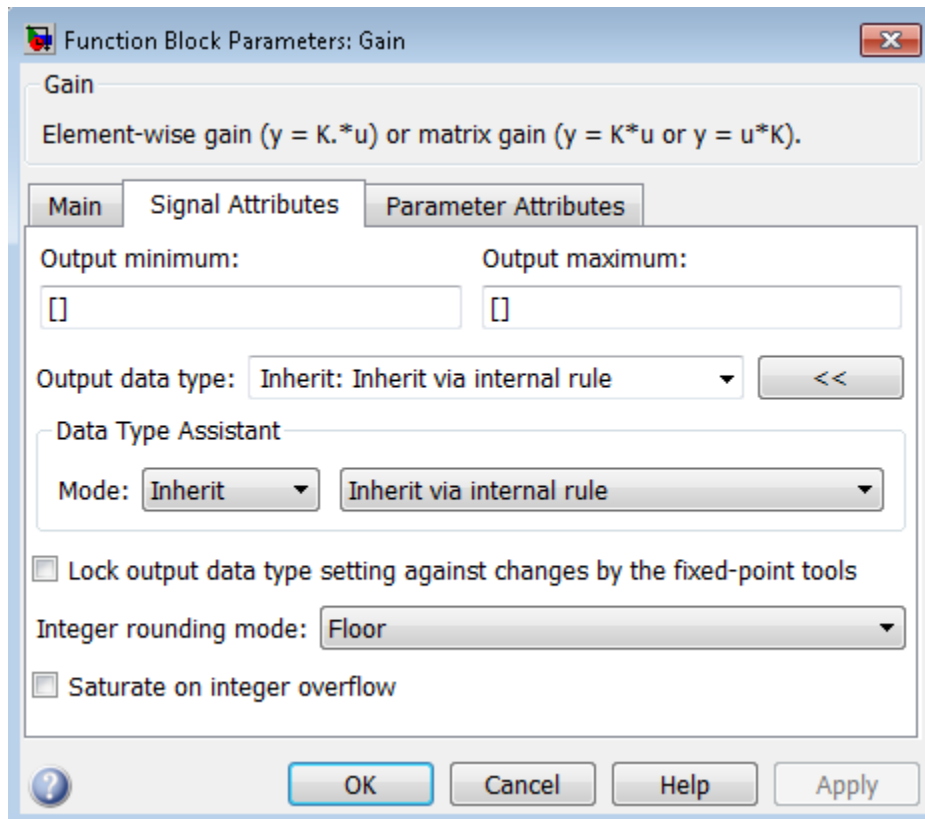 Function Block Parameters: Gain
Gain
Element-wise gain (y = K.*u) or matrix gain (y = K*u or y = u*K).
Main Signal Attributes Parameter Attributes
Output minimum: Output maximum:
[] []
Output data type: Inherit: Inherit via internal rule <<
Data Type Assistant
Mode: Inherit Inherit via internal rule
Lock output data type setting against changes by the fixed-point tools
Integer rounding mode: Floor
Saturate on integer overflow
? OK Cancel Help Apply